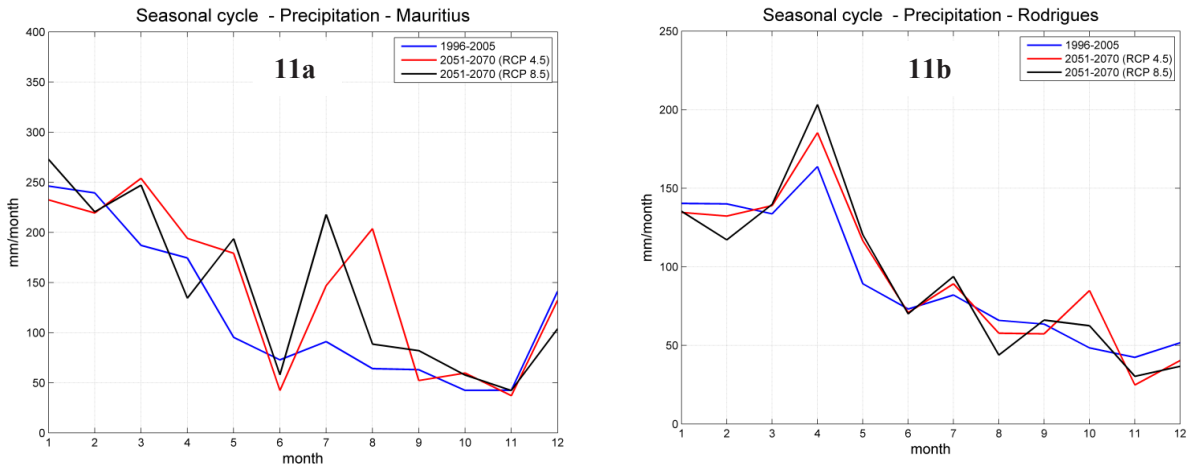 Seasonal cycle - Precipitation - Mauritius
400
350
300
250
200
150
100
50
0
mm/month
11a
1996-2005
2051-2070 (RCP 4.5)
2051-2070 (RCP 8.5)
1 2 3 4 5 6 7 8 9 10 11 12
month
Seasonal cycle - Precipitation - Rodrigues
250
200
150
100
50
0
mm/month
11b
1996-2005
2051-2070 (RCP 4.5)
2051-2070 (RCP 8.5)
1 2 3 4 5 6 7 8 9 10 11 12
month